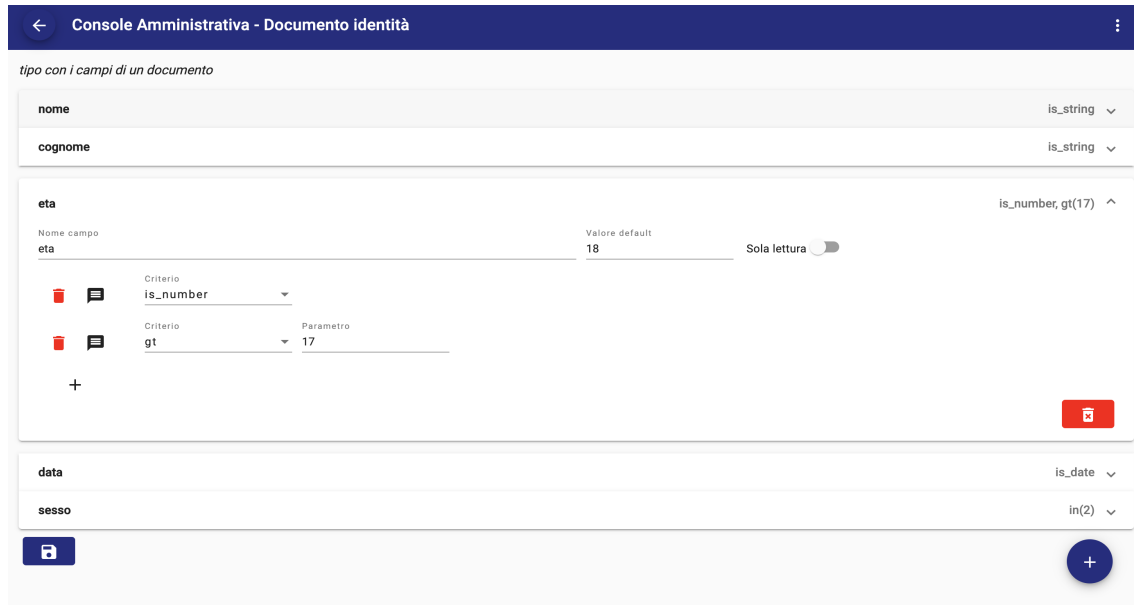 Console Amministrativa - Documento identità
tipo con i campi di un documento
nome is_string
cognome is_string
eta is_number, gt(17)
Nome campo Valore default
eta 18 Sola lettura
Criterio
is_number
Criterio Parametro
gt 17
data is_date
sesso in(2)